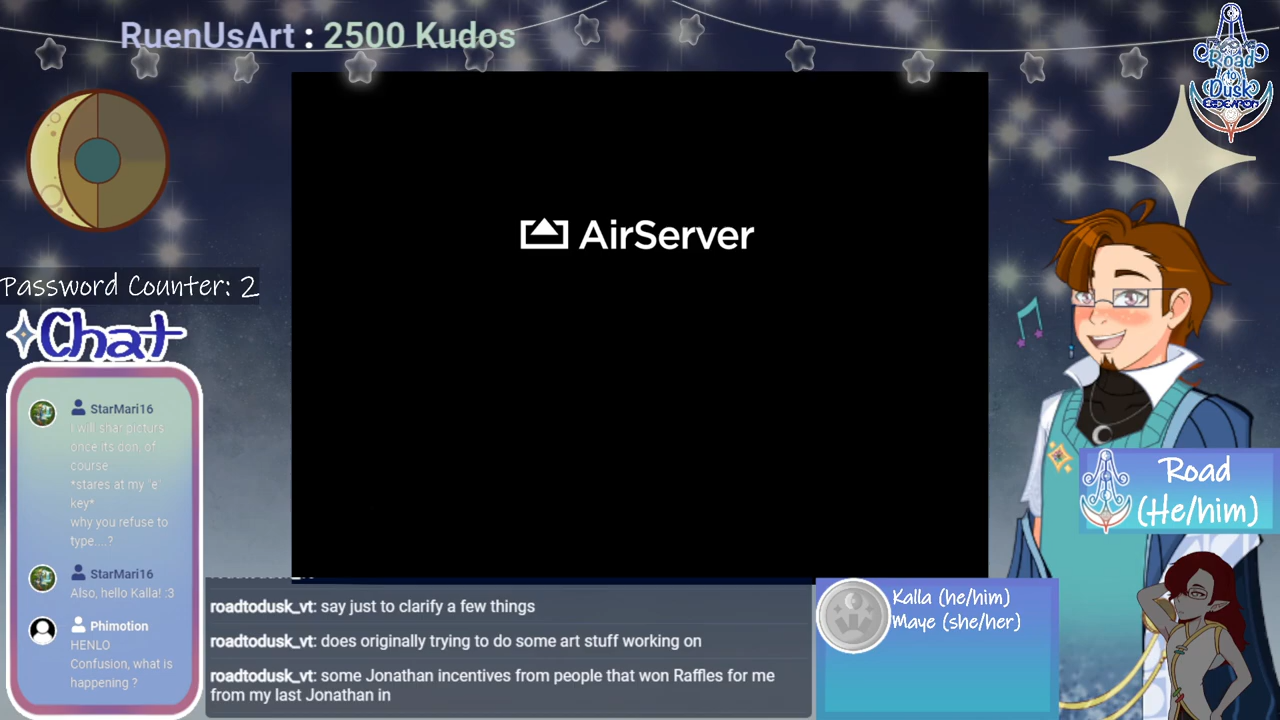 RuenUsArt : 2500 Kudos
Road
to
Dusk
EGDEARON
AirServer
Password Counter: 2
Chat
StarMari16
I will shar picturs
once its don, of
course
*stares at my 'e'
key*
why you refuse to
type....?
StarMari16
Also, hello Kalla! :3
Phimotion
HENLO
Confusion, what is
happening ?
roadtodusk_vt: say just to clarify a few things
roadtodusk_vt: does originally trying to do some art stuff working on
roadtodusk_vt: some Jonathan incentives from people that won Raffles for me
from my last Jonathan in
Road
(He/him)
Kalla (he/him)
Maye (she/her)